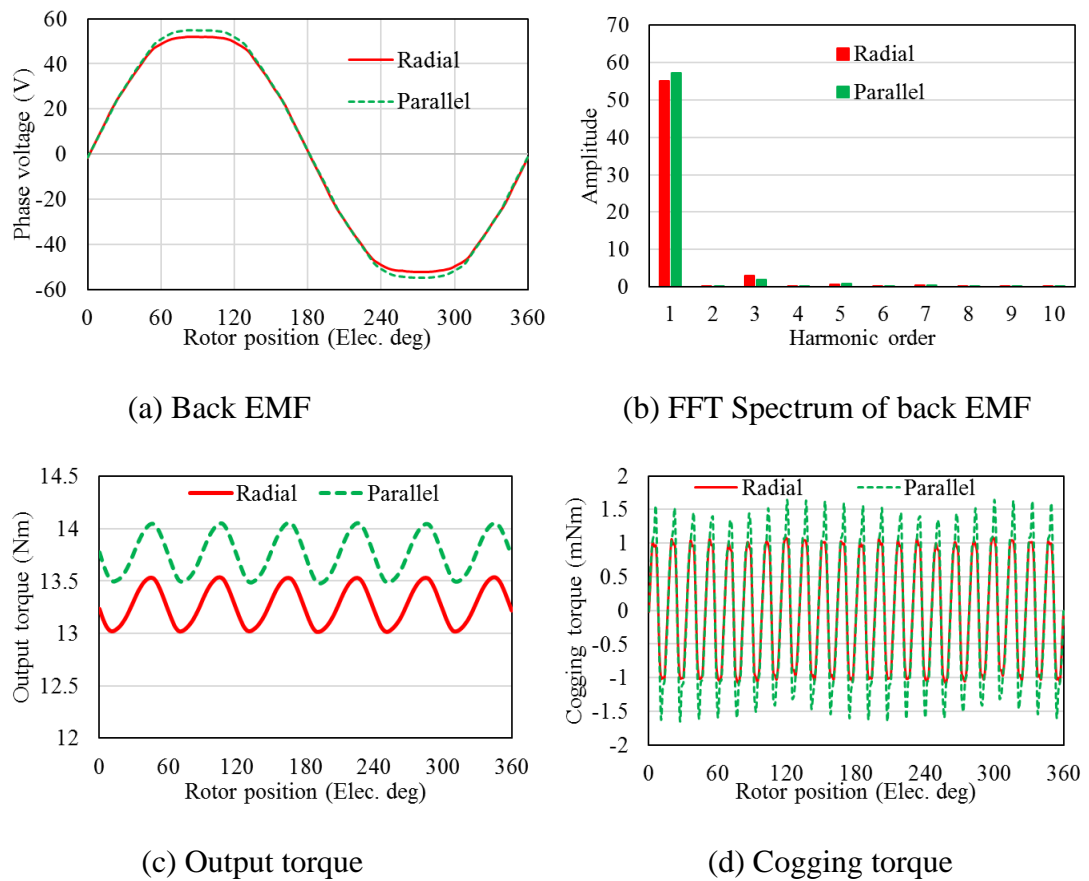 60
40
20
0
-20
-40
-60
Phase voltage (V)
Radial
Parallel
0 60 120 180 240 300 360
Rotor position (Elec. deg)
(a) Back EMF
70
60
50
40
30
20
10
0
Amplitude
Radial
Parallel
1 2 3 4 5 6 7 8 9 10
Harmonic order
(b) FFT Spectrum of back EMF
14.5
14
13.5
13
12.5
12
Output torque (Nm)
Radial Parallel
0 60 120 180 240 300 360
Rotor position (Elec. deg)
(c) Output torque
2
1.5
1
0.5
0
-0.5
-1
-1.5
-2
Cogging torque (mNm)
Radial Parallel
0 60 120 180 240 300 360
Rotor position (Elec. deg)
(d) Cogging torque